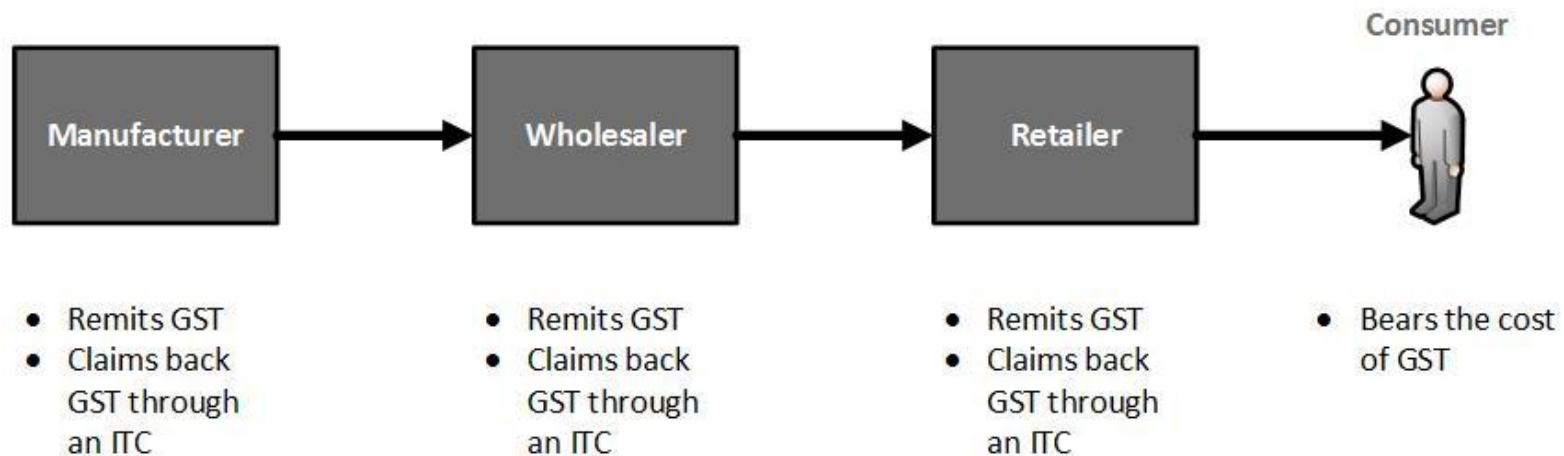 Consumer
Manufacturer
Wholesaler
Retailer
• Remits GST
• Claims back
GST through
an ITC
• Remits GST
• Claims back
GST through
an ITC
• Remits GST
• Claims back
GST through
an ITC
• Bears the cost
of GST